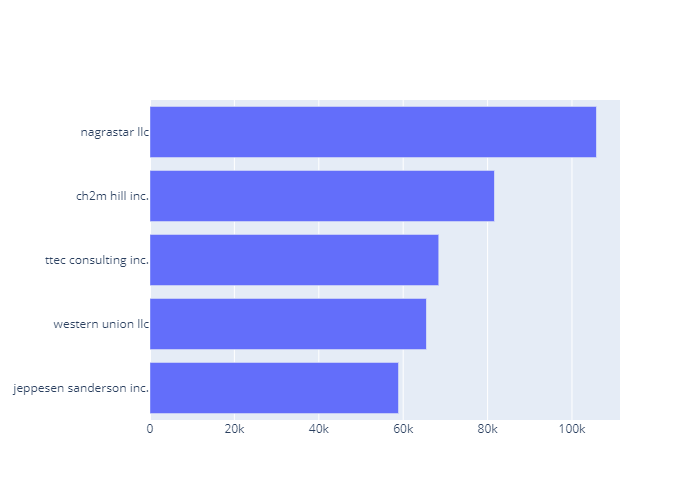 nagrastar llc
ch2m hill inc.
ttec consulting inc.
western union llc
jeppesen sanderson inc.
0 20k 40k 60k 80k 100k